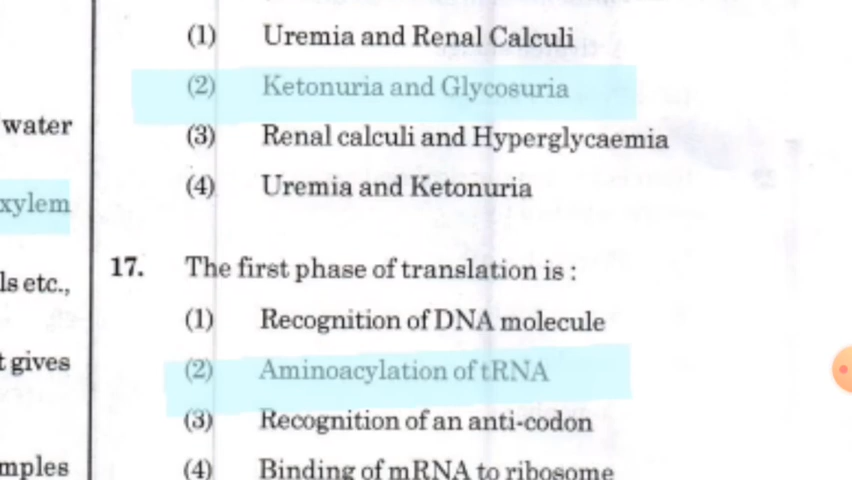 water
xylem
ls etc.,
t gives
mples
(1) Uremia and Renal Calculi
(2) Ketonuria and Glycosuria
(3) Renal calculi and Hyperglycaemia
(4) Uremia and Ketonuria
17. The first phase of translation is :
(1) Recognition of DNA molecule
(2) Aminoacylation of tRNA
(3) Recognition of an anti-codon
(4) Binding of mRNA to ribosome